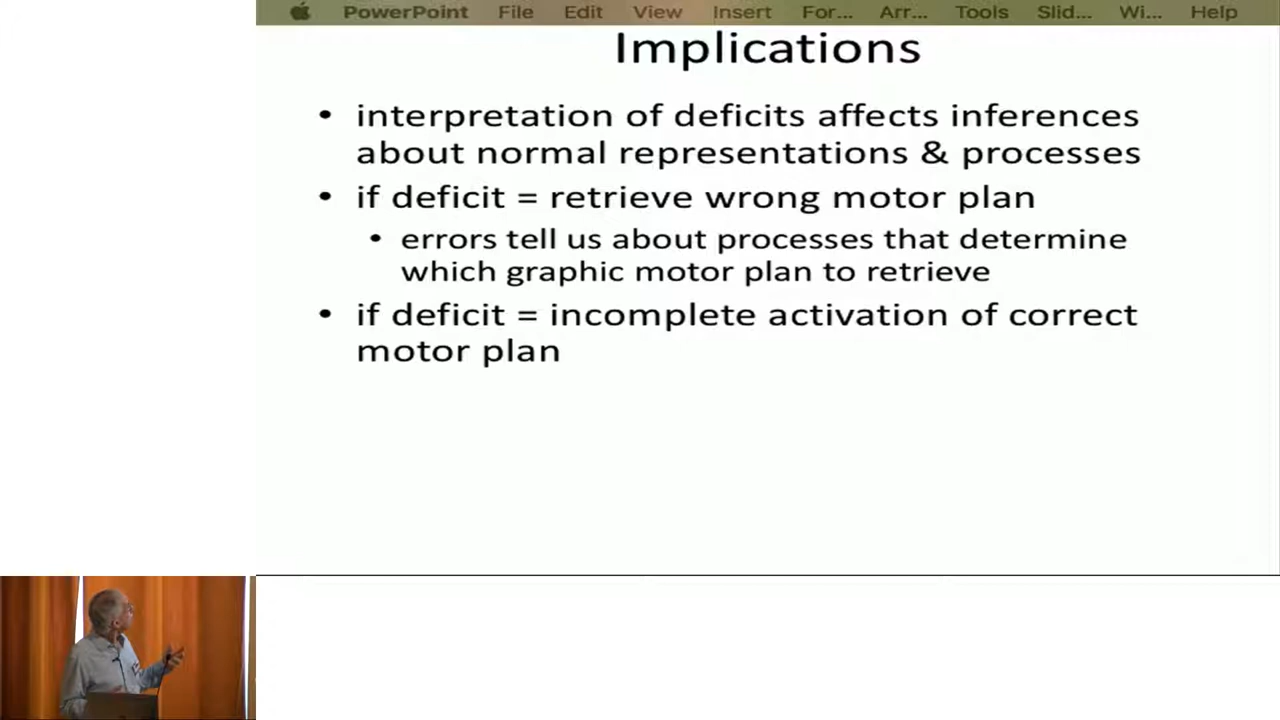 PowerPoint File Edit View Insert For... Arr... Tools Slid... Wi... Help
Implications
• interpretation of deficits affects inferences
about normal representations & processes
• if deficit = retrieve wrong motor plan
• errors tell us about processes that determine
which graphic motor plan to retrieve
• if deficit = incomplete activation of correct
motor plan